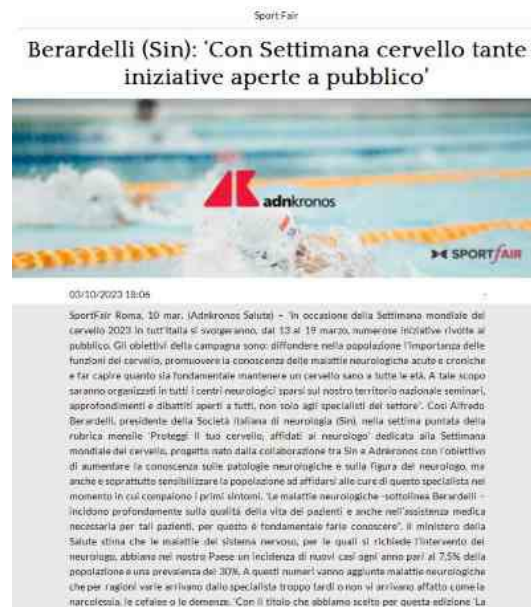 Sport Fair
Berardelli (Sin): 'Con Settimana cervello tante
iniziative aperte a pubblico'
adnkronos
SPORTFAIR
03/10/2023 18:06
SportFair Roma, 10 mar. (Adnkronos Salute) – 'In occasione della Settimana mondiale del
cervello 2023 in tutt'Italia si svolgeranno, dal 13 al 19 marzo, numerose iniziative rivolte al
pubblico. Gli obiettivi della campagna sono: diffondere nella popolazione l'importanza delle
funzioni del cervello, promuovere la conoscenza delle malattie neurologiche acute e croniche
e far capire quanto sia fondamentale mantenere un cervello sano a tutte le età. A tale scopo
saranno organizzati in tutti i centri neurologici sparsi sul nostro territorio nazionale seminari,
approfondimenti e dibattiti aperti a tutti, non solo agli specialisti del settore". Così Alfredo
Berardelli, presidente della Società italiana di neurologia (Sin), nella settima puntata della
rubrica mensile 'Proteggi il tuo cervello, affidati al neurologo' dedicata alla Settimana
mondiale del cervello, progetto nato dalla collaborazione tra Sin e Adnkronos con l'obiettivo
di aumentare la conoscenza sulle patologie neurologiche e sulla figura del neurologo, ma
anche e soprattutto sensibilizzare la popolazione ad affidarsi alle cure di questo specialista nel
momento in cui compaiono i primi sintomi. 'Le malattie neurologiche -sottolinea Berardelli –
incidono profondamente sulla qualità della vita dei pazienti e anche nell'assistenza medica
necessaria per tali pazienti, per questo è fondamentale farle conoscere". Il ministero della
Salute stima che le malattie del sistema nervoso, per le quali si richiede l'intervento del
neurologo, abbiano nel nostro Paese un incidenza di nuovi casi ogni anno pari al 7,5% della
popolazione e una prevalenza del 30%. A questi numeri vanno aggiunte malattie neurologiche
che per ragioni varie arrivano dallo specialista troppo tardi o non vi arrivano affatto come la
narcolessia, le cefalee o le demenze. 'Con il titolo che abbiamo scelto per questa edizione 'La